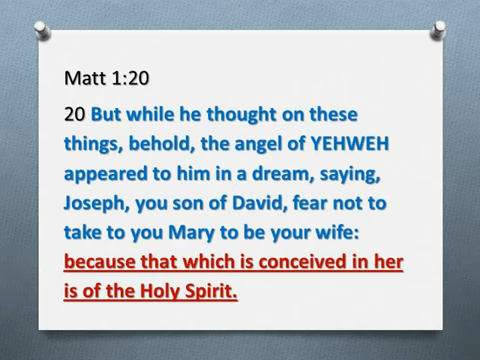 Matt 1:20
20 But while he thought on these
things, behold, the angel of YEHWEH
appeared to him in a dream, saying,
Joseph, you son of David, fear not to
take to you Mary to be your wife:
because that which is conceived in her
is of the Holy Spirit.